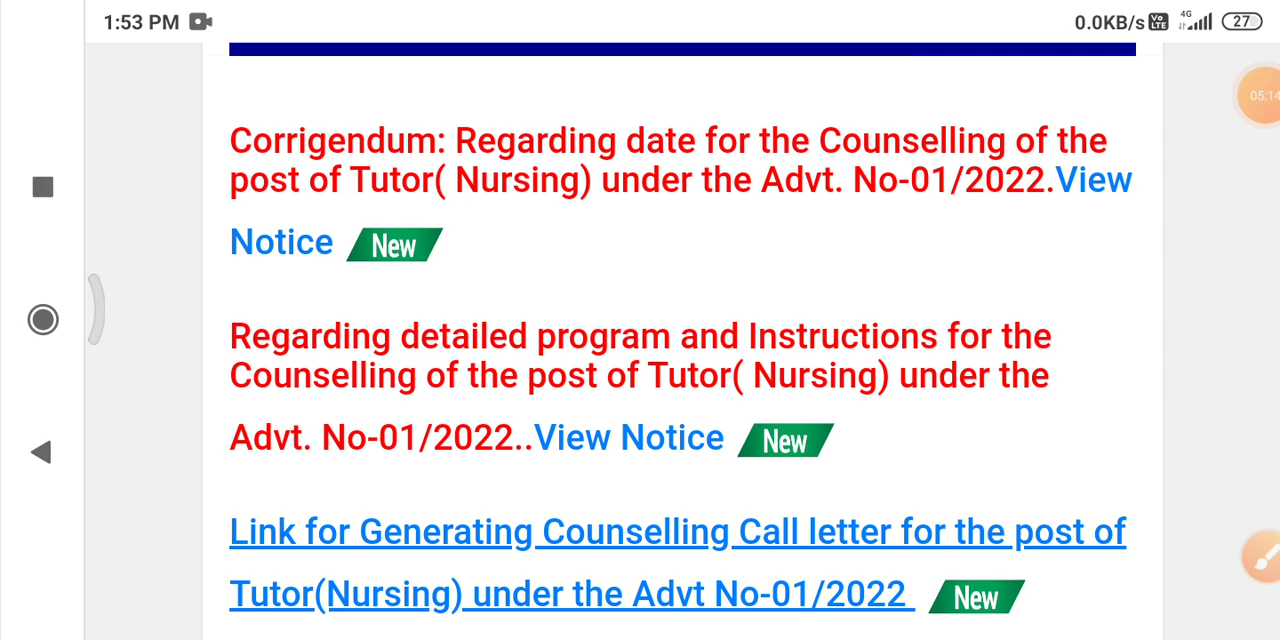 1:53 PM
0.0KB/s Vo LTE 4G 27
05:14
Corrigendum: Regarding date for the Counselling of the
post of Tutor( Nursing) under the Advt. No-01/2022.View
Notice New
Regarding detailed program and Instructions for the
Counselling of the post of Tutor( Nursing) under the
Advt. No-01/2022..View Notice New
Link for Generating Counselling Call letter for the post of
Tutor(Nursing) under the Advt No-01/2022 New